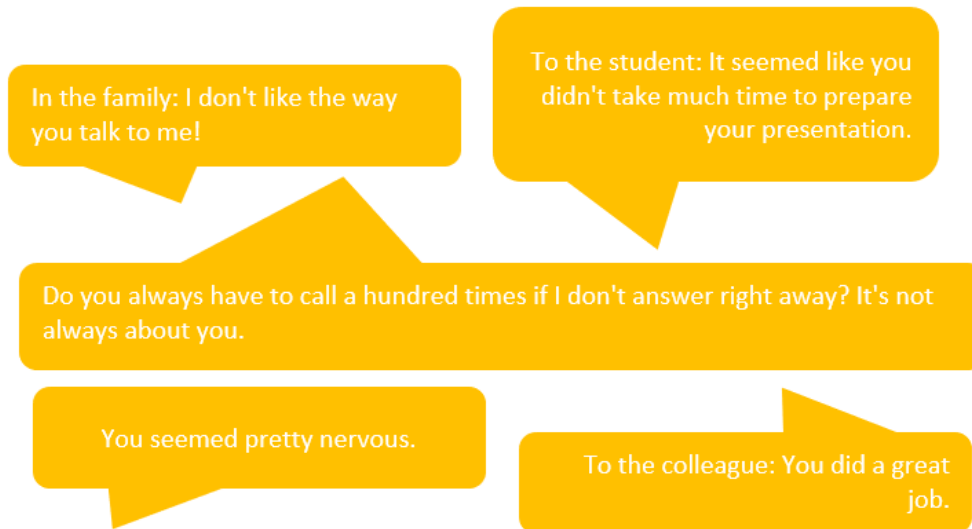 In the family: I don't like the way
you talk to me!
To the student: It seemed like you
didn't take much time to prepare
your presentation.
Do you always have to call a hundred times if I don't answer right away? It's not
always about you.
You seemed pretty nervous.
To the colleague: You did a great
job.